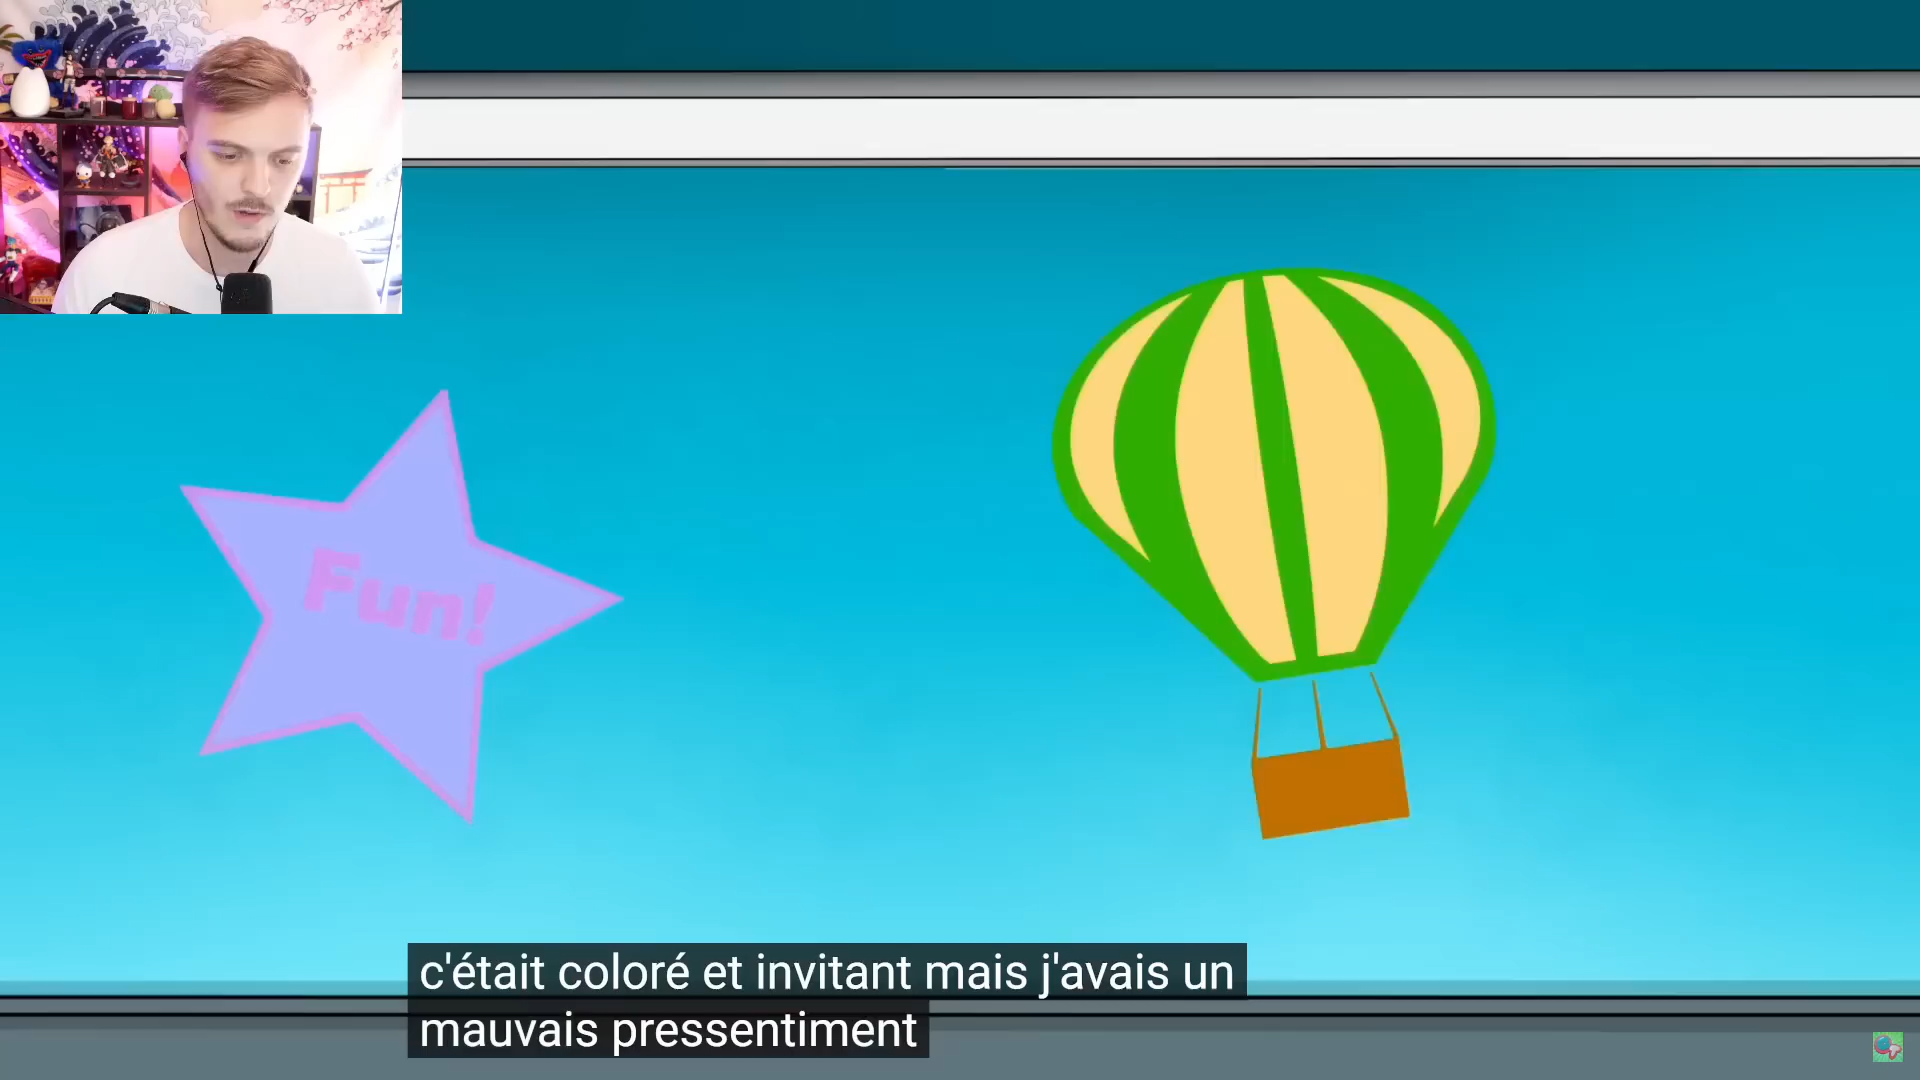 Fun!
c'était coloré et invitant mais j'avais un
mauvais pressentiment